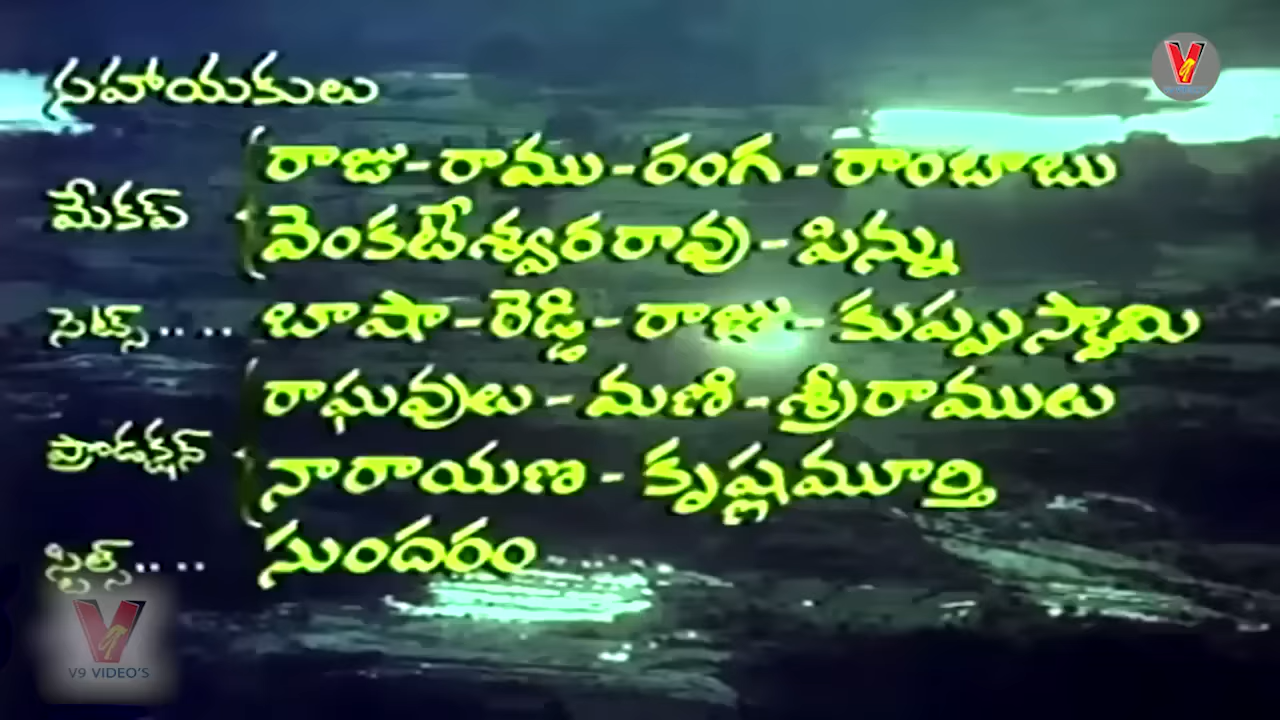 సహాయకులు
రాజు-రాము-రంగ-రాంబాబు
మేకప్
వెంకటేశ్వరరావు-పిన్ను
సెట్స్.... బాషా-రెడ్డి-రాజు-కుప్పుస్వామి
రాఘవులు-మణి-శ్రీరాములు
ప్రొడక్షన్
నారాయణ-కృష్ణమూర్తి
స్టిల్స్.... సుందరం
V9 VIDEO'S